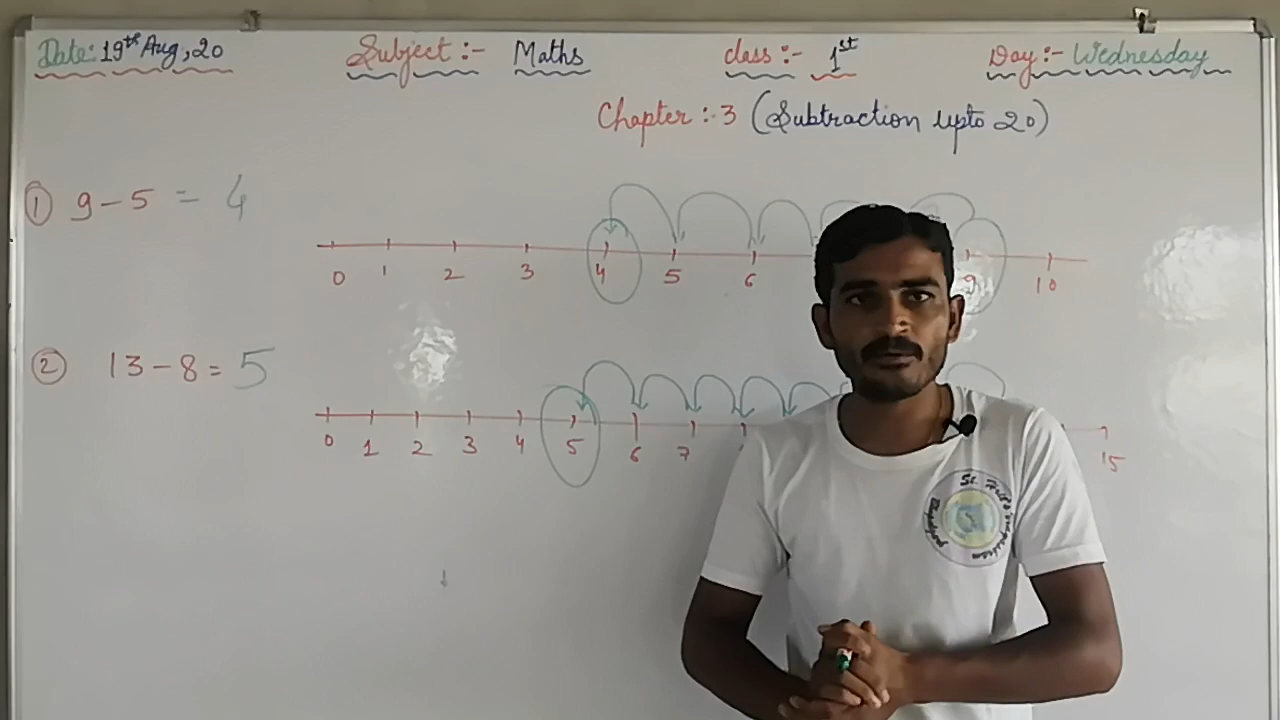 Date: 19th Aug, 20 Subject :- Maths class :- 1st Day :- Wednesday
Chapter : 3 (Subtraction upto 20)
① 9 - 5 = 4
0 1 2 3 4 5 6 9 10
② 13 - 8 = 5
0 1 2 3 4 5 6 7 15
St.